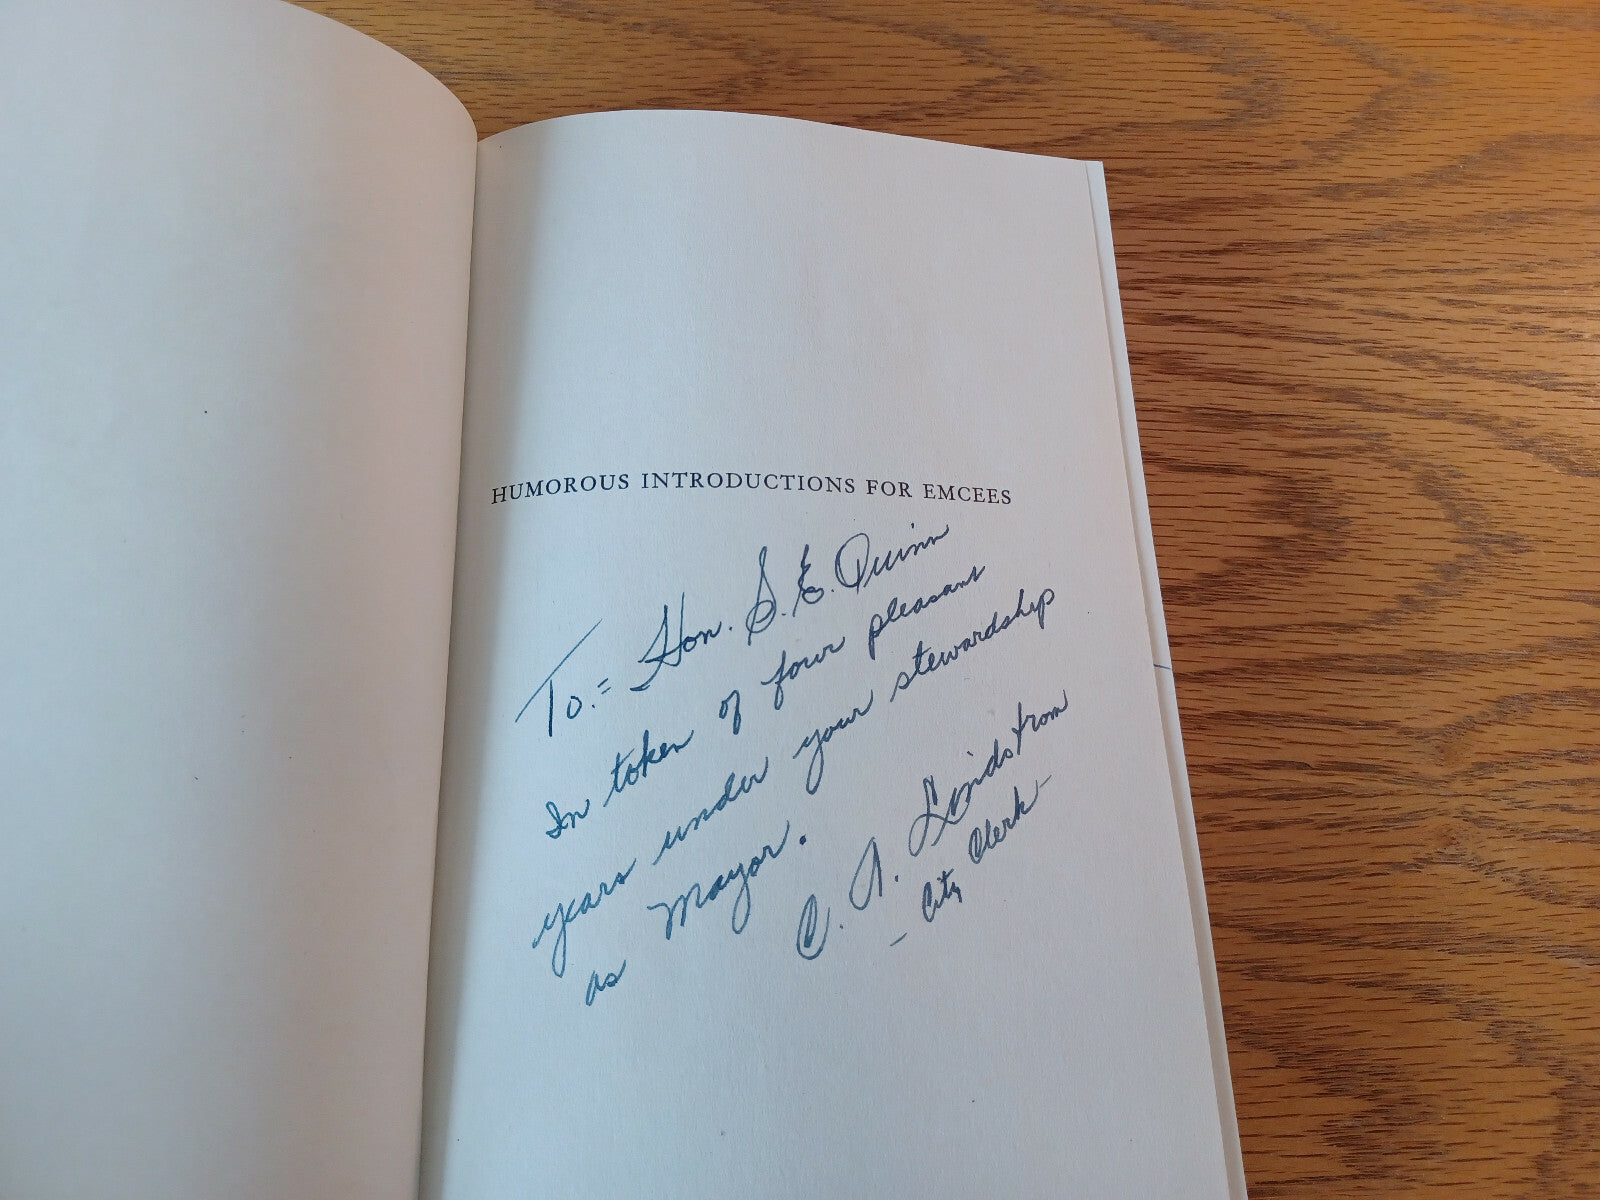 HUMOROUS INTRODUCTIONS FOR EMCEES
To:= Hon. S. E. Quinn
In token of four pleasant
years under your stewardship
as Mayor.
C. A. Lindstrom
- City Clerk -